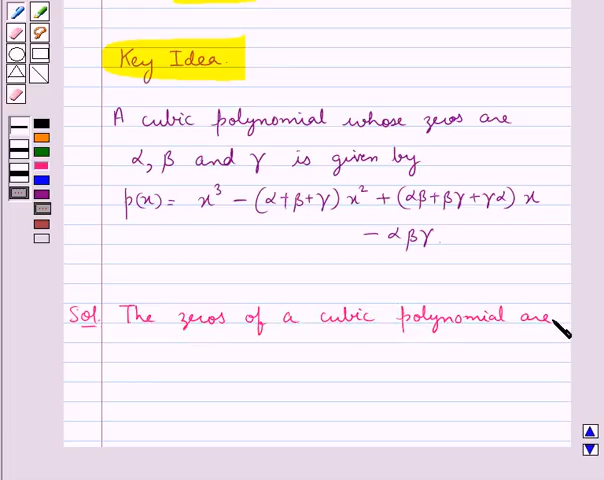 Key Idea.
A cubic polynomial whose zeros are
α, β and γ is given by
p(x) = x³ - (α+β+γ) x² + (αβ+βγ+γα) x
- αβγ.
Sol. The zeros of a cubic polynomial are